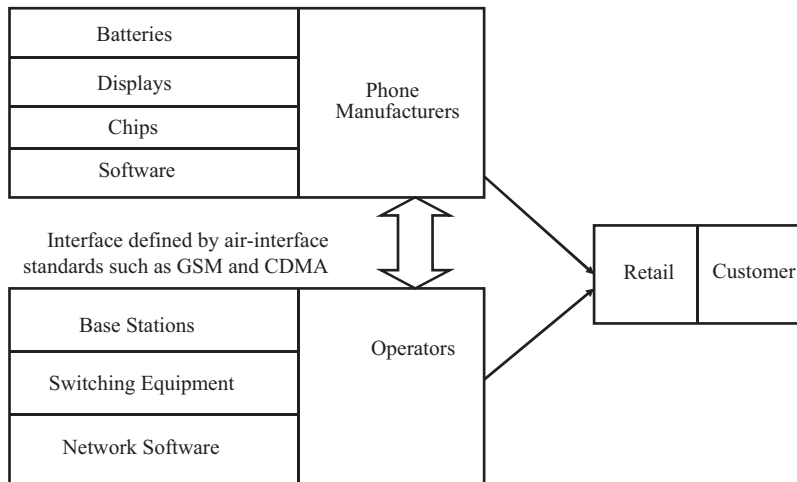 Batteries
Displays
Chips
Software
Phone
Manufacturers
Interface defined by air-interface
standards such as GSM and CDMA
Base Stations
Switching Equipment
Network Software
Operators
Retail
Customer